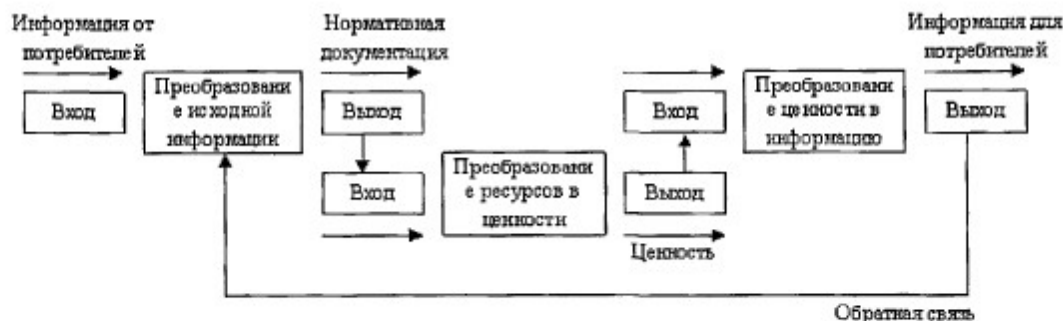 Информация от
потребителей
Вход
Преобразовани
е исходной
информации
Нормативная
документация
Выход
Вход
Преобразовани
е ресурсов в
ценности
Вход
Выход
Ценность
Преобразовани
е ценности в
информацию
Информация для
потребителей
Выход
Обратная связь